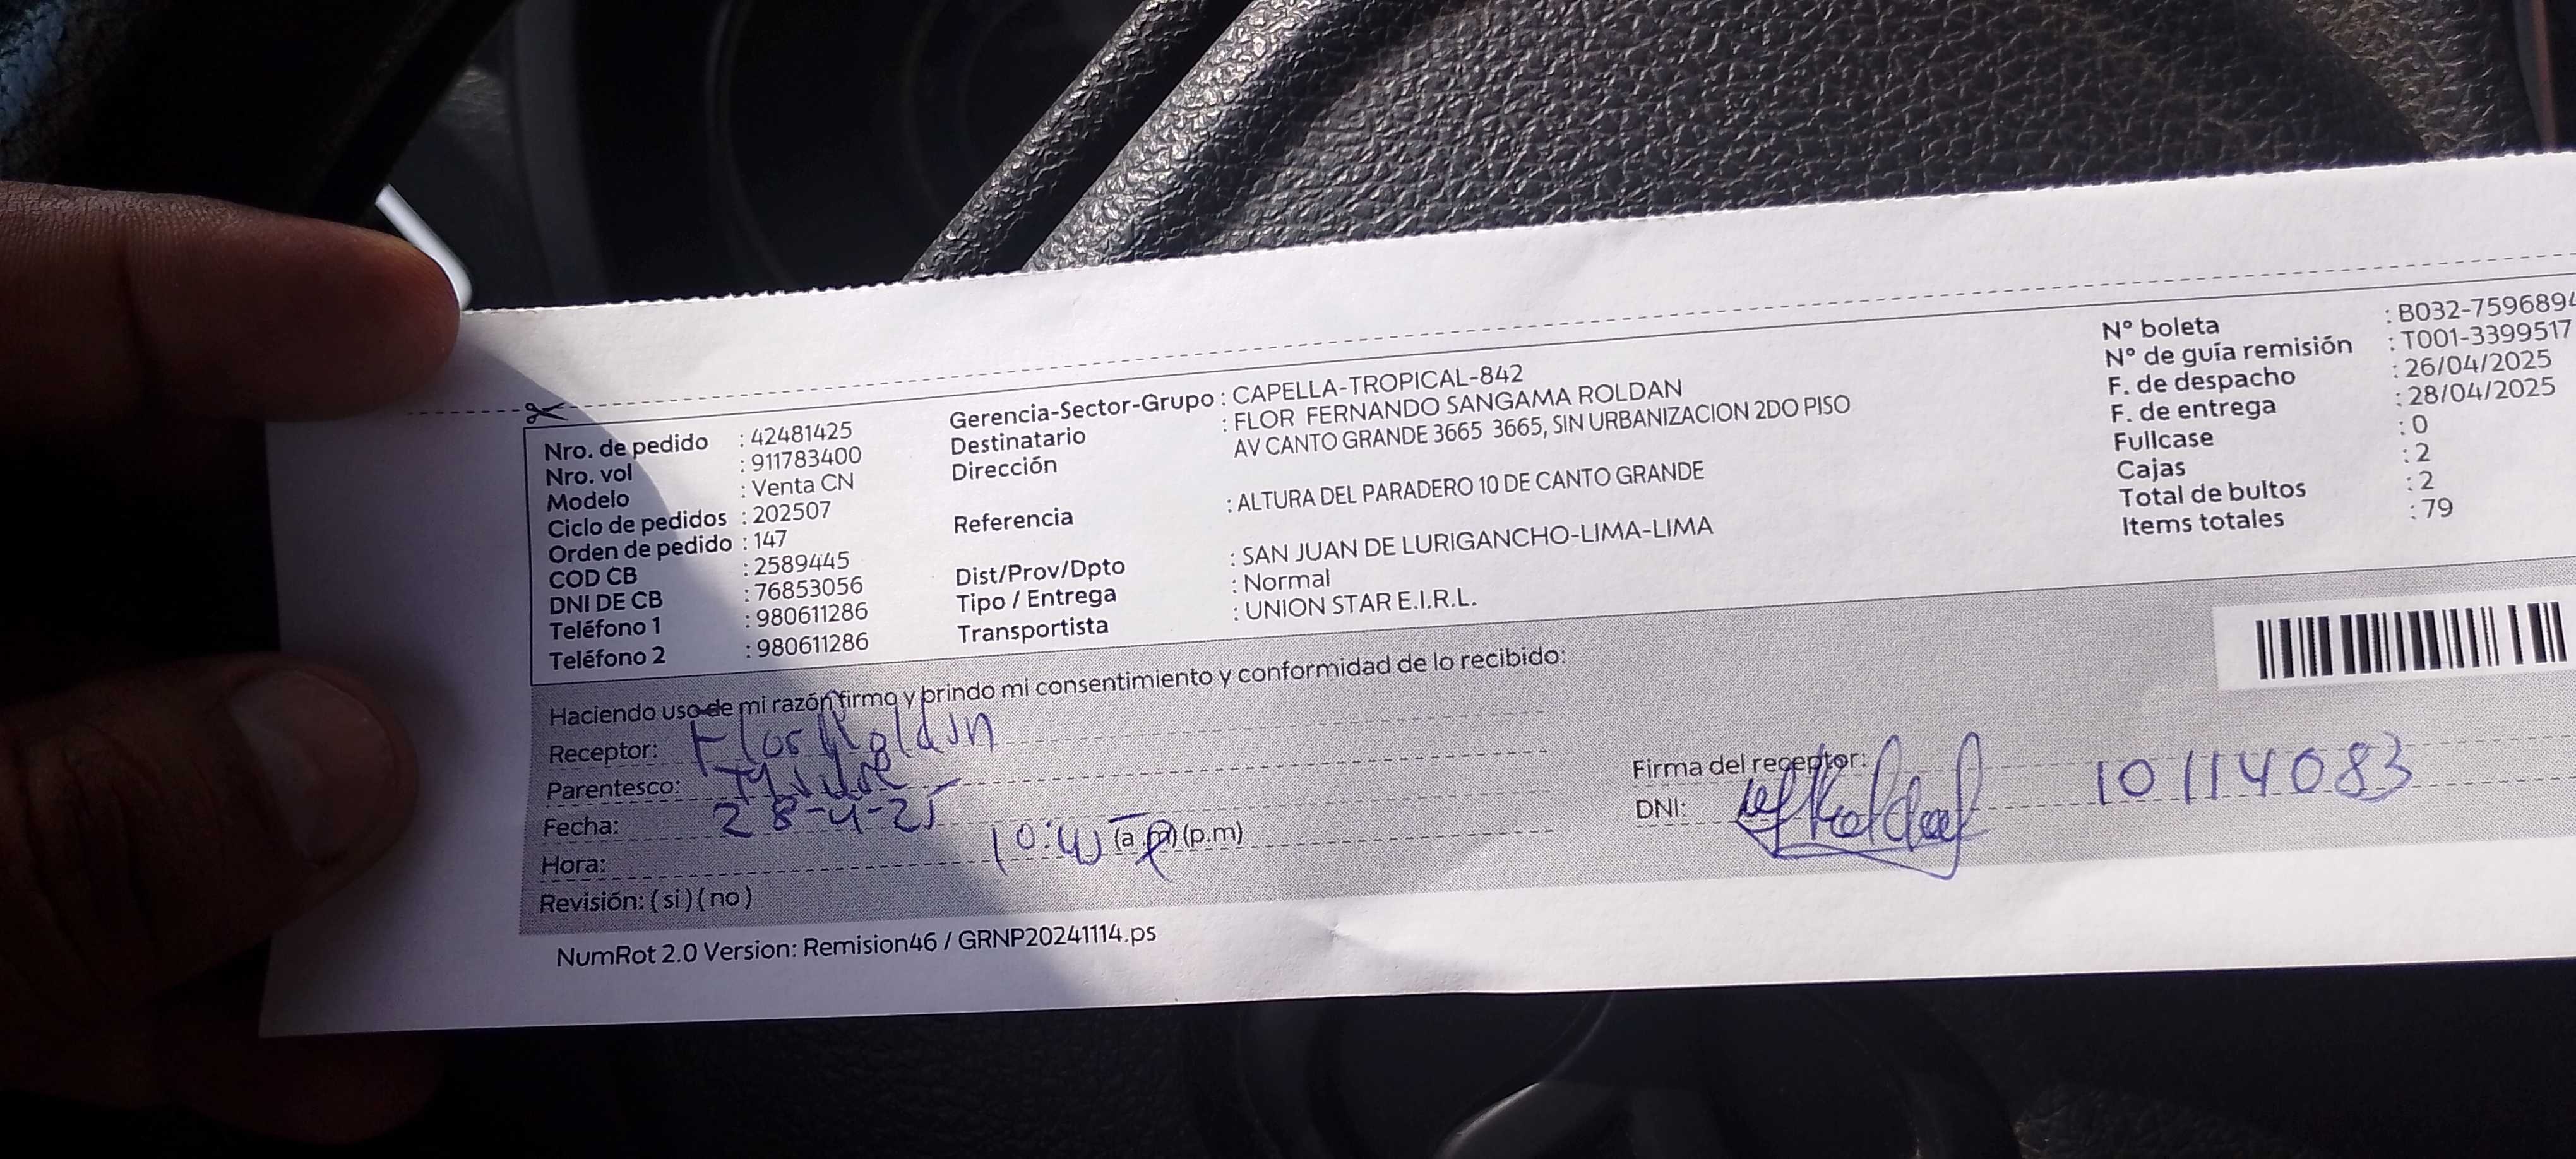 Nro. de pedido : 42481425
Nro. vol : 911783400
Modelo : Venta CN
Ciclo de pedidos : 202507
Orden de pedido : 147
COD CB : 2589445
DNI DE CB : 76853056
Teléfono 1 : 980611286
Teléfono 2 : 980611286
Gerencia-Sector-Grupo : CAPELLA-TROPICAL-842
Destinatario : FLOR FERNANDO SANGAMA ROLDAN
Dirección AV CANTO GRANDE 3665 3665, SIN URBANIZACION 2DO PISO
Referencia : ALTURA DEL PARADERO 10 DE CANTO GRANDE
Dist/Prov/Dpto : SAN JUAN DE LURIGANCHO-LIMA-LIMA
Tipo / Entrega : Normal
Transportista : UNION STAR E.I.R.L.
Nº boleta : B032-7596894
Nº de guía remisión : T001-3399517
F. de despacho : 26/04/2025
F. de entrega : 28/04/2025
Fullcase : 0
Cajas : 2
Total de bultos : 2
Items totales : 79
Haciendo uso de mi razón firmo y brindo mi consentimiento y conformidad de lo recibido:
Receptor: Flor Roldan
Parentesco:
Fecha: 28-4-25
Hora: (a.m) (p.m)
Revisión: ( si ) ( no )
Firma del receptor:
DNI: 10114083
NumRot 2.0 Version: Remision46 / GRNP20241114.ps